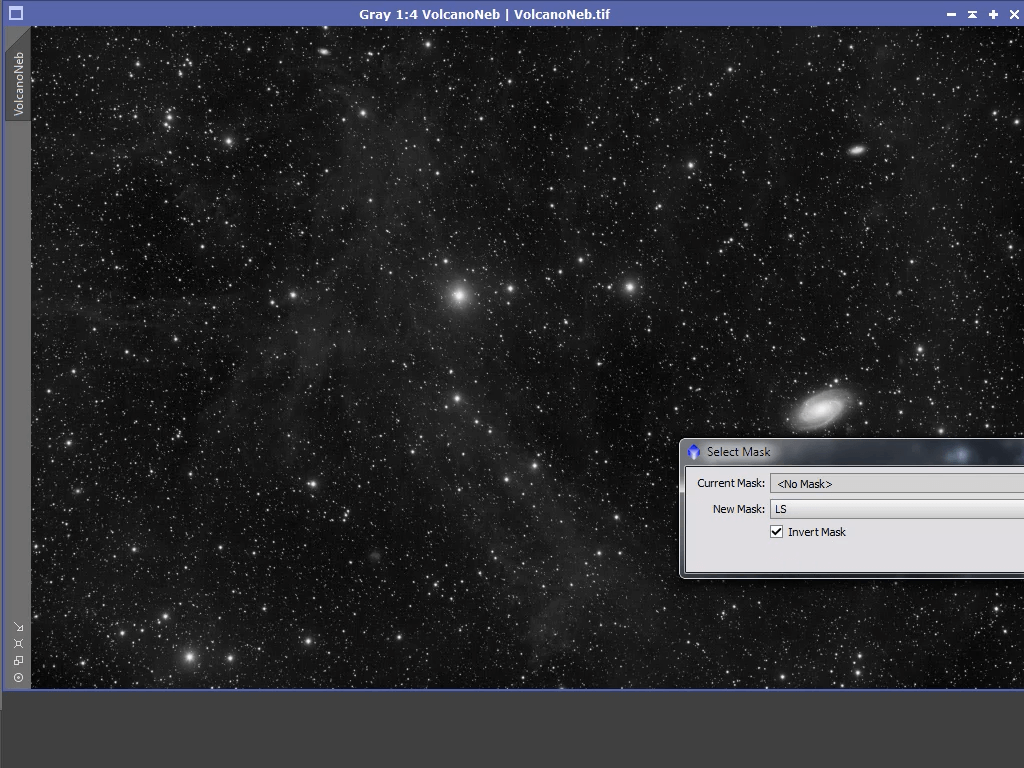 Gray 1:4 VolcanoNeb | VolcanoNeb.tif
VolcanoNeb
Select Mask
Current Mask: <No Mask>
New Mask: LS
Invert Mask